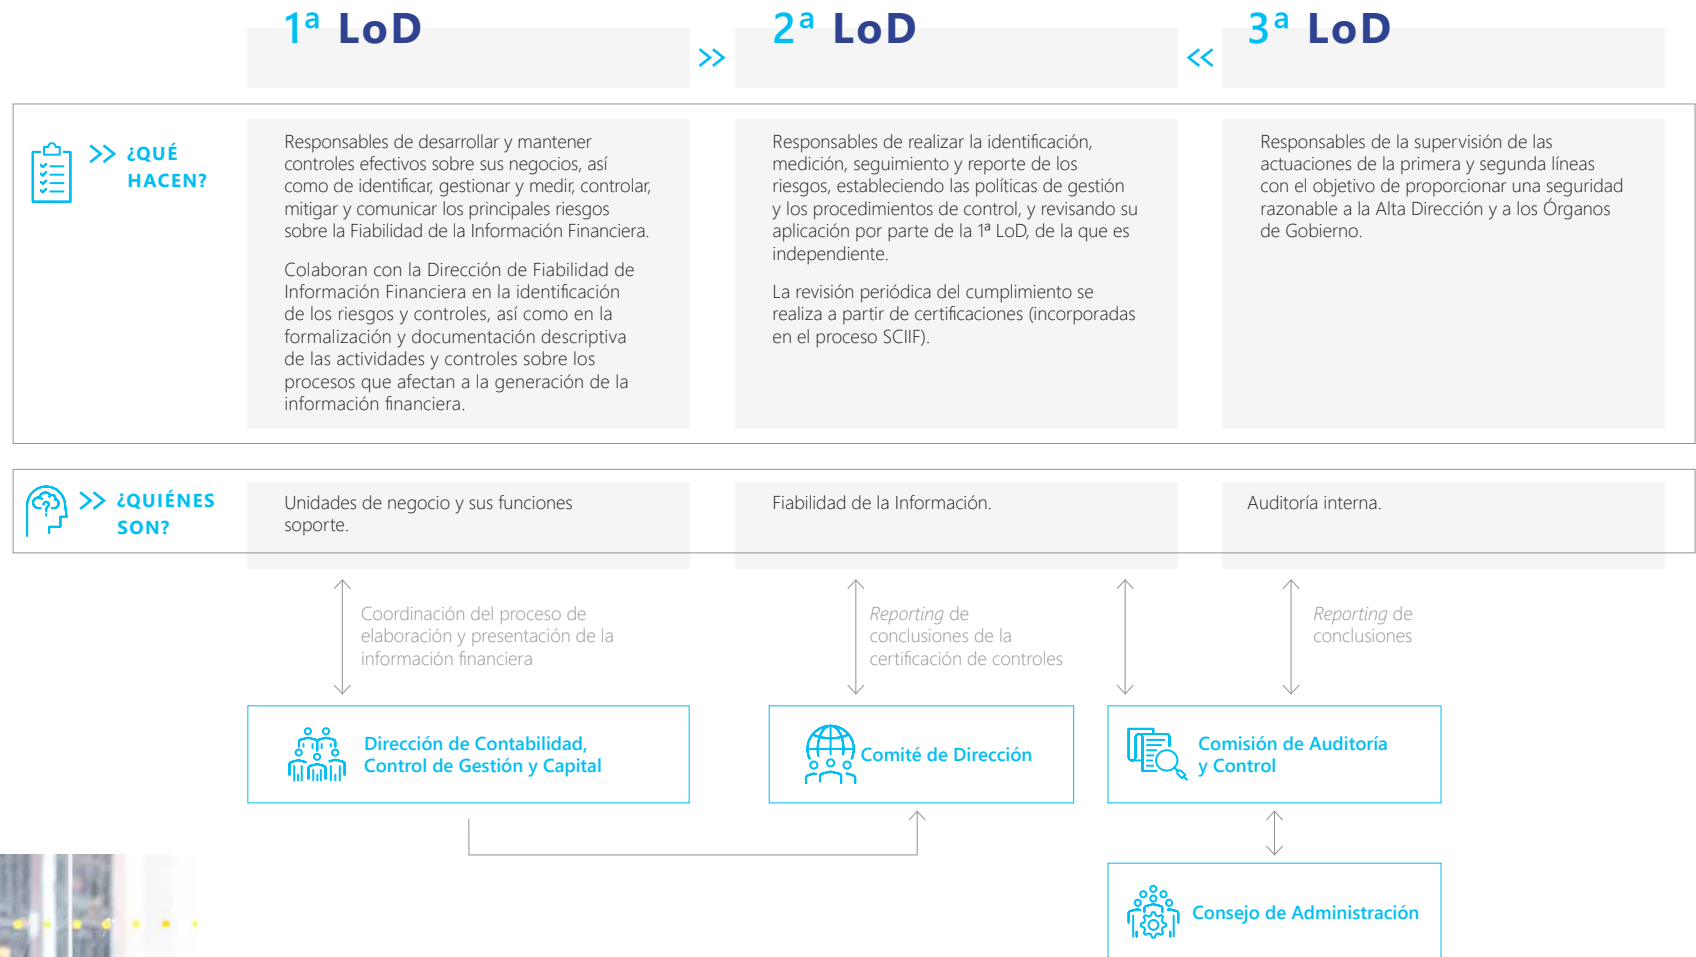 1ª LoD
2ª LoD
3ª LoD
¿QUÉ
HACEN?
Responsables de desarrollar y mantener
controles efectivos sobre sus negocios, así
como de identificar, gestionar y medir, controlar,
mitigar y comunicar los principales riesgos
sobre la Fiabilidad de la Información Financiera.
Colaboran con la Dirección de Fiabilidad de
Información Financiera en la identificación
de los riesgos y controles, así como en la
formalización y documentación descriptiva
de las actividades y controles sobre los
procesos que afectan a la generación de la
información financiera.
Responsables de realizar la identificación,
medición, seguimiento y reporte de los
riesgos, estableciendo las políticas de gestión
y los procedimientos de control, y revisando su
aplicación por parte de la 1ª LoD, de la que es
independiente.
La revisión periódica del cumplimiento se
realiza a partir de certificaciones (incorporadas
en el proceso SCIIF).
Responsables de la supervisión de las
actuaciones de la primera y segunda líneas
con el objetivo de proporcionar una seguridad
razonable a la Alta Dirección y a los Órganos
de Gobierno.
¿QUIÉNES
SON?
Unidades de negocio y sus funciones
soporte.
Fiabilidad de la Información.
Auditoría interna.
Coordinación del proceso de
elaboración y presentación de la
información financiera
Reporting de
conclusiones de la
certificación de controles
Reporting de
conclusiones
Dirección de Contabilidad,
Control de Gestión y Capital
Comité de Dirección
Comisión de Auditoría
y Control
Consejo de Administración